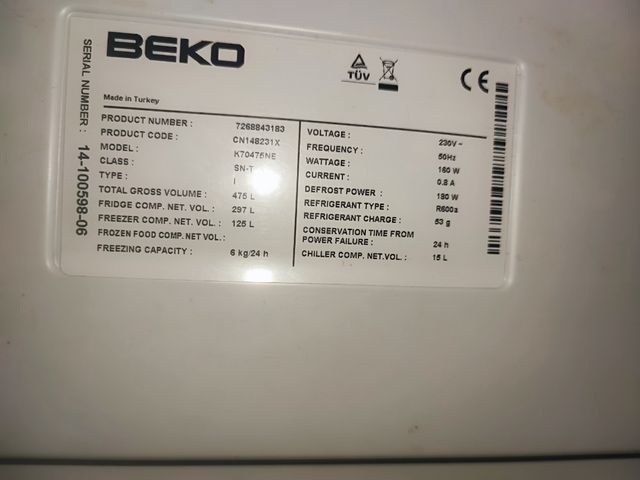 BEKO
TÜV
CE
Made in Turkey
SERIAL NUMBER : 14-100598-06
PRODUCT NUMBER : 7268843183
PRODUCT CODE : CN148231X
MODEL : K70475NE
CLASS : SN-T
TYPE : I
TOTAL GROSS VOLUME : 475 L
FRIDGE COMP. NET. VOL. : 297 L
FREEZER COMP. NET. VOL. : 125 L
FROZEN FOOD COMP. NET.VOL. :
FREEZING CAPACITY : 6 kg/24 h
VOLTAGE : 230V ~
FREQUENCY : 50Hz
WATTAGE : 160 W
CURRENT : 0.8 A
DEFROST POWER : 180 W
REFRIGERANT TYPE : R600a
REFRIGERANT CHARGE : 53 g
CONSERVATION TIME FROM
POWER FAILURE : 24 h
CHILLER COMP. NET.VOL. : 15 L